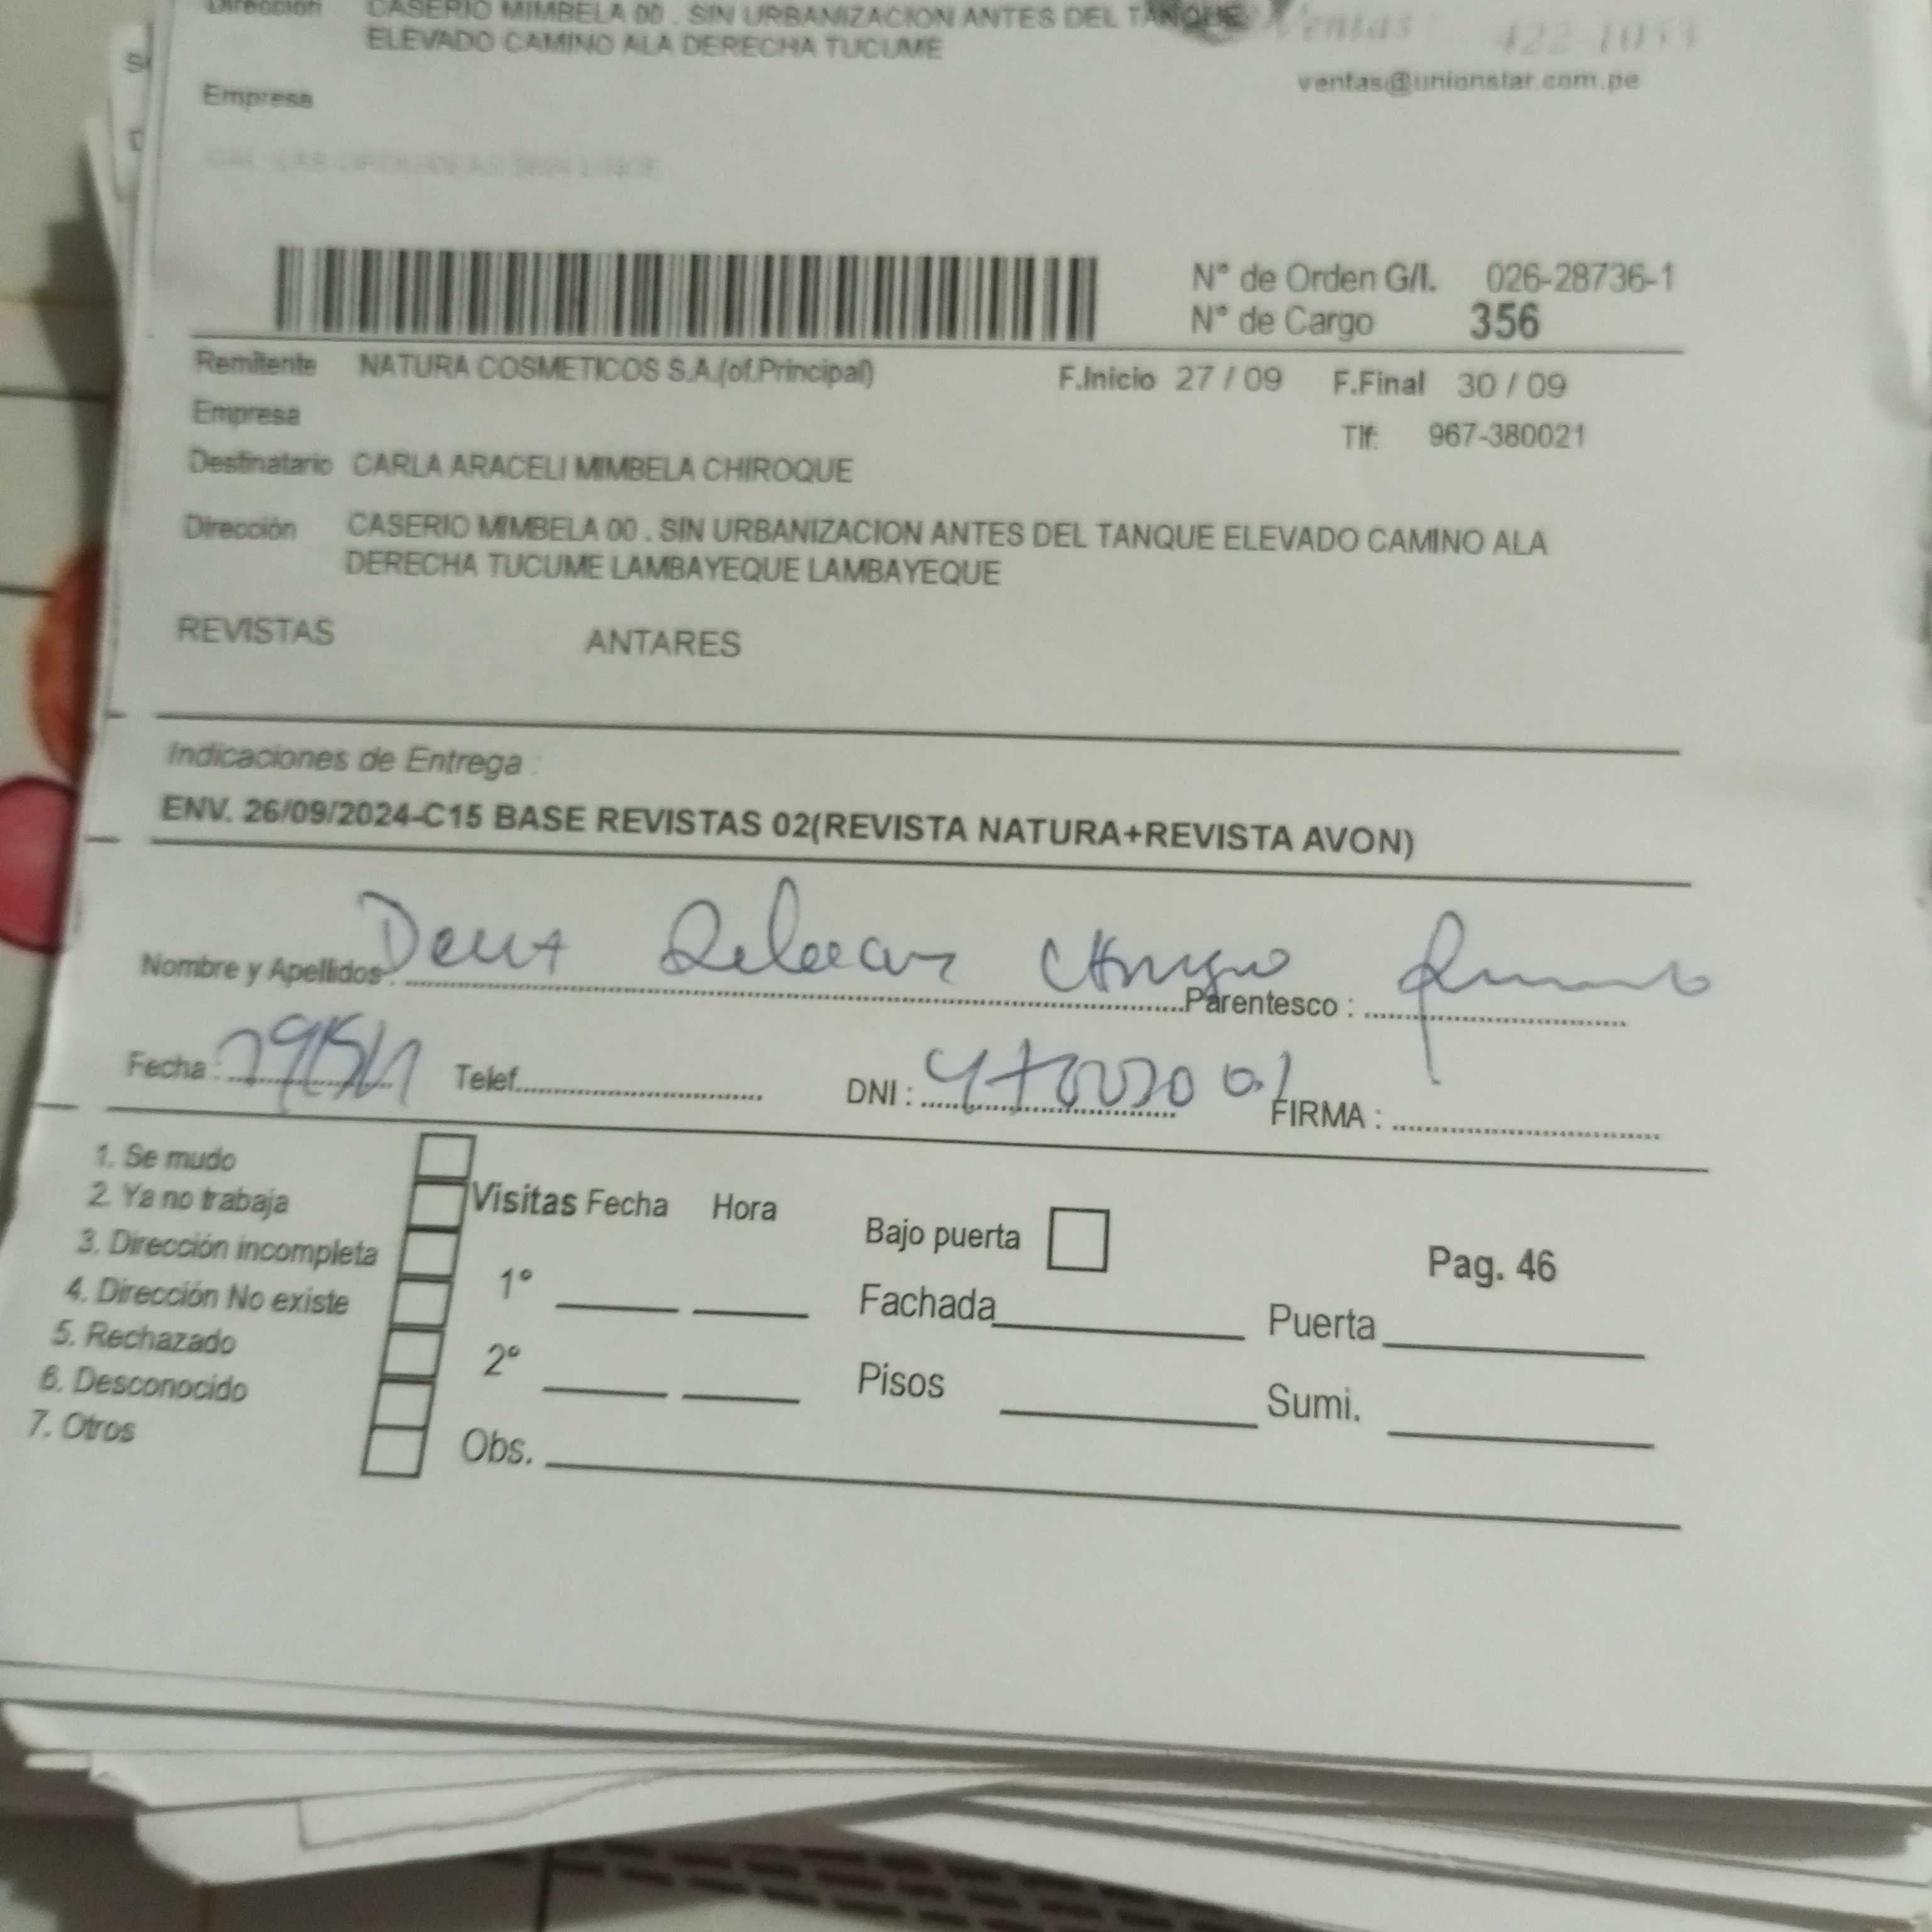 Dirección CASERIO MIMBELA 00 . SIN URBANIZACION ANTES DEL TANQUE
ELEVADO CAMINO ALA DERECHA TUCUME
Ventas 422-1053
ventas@unionstar.com.pe
Empresa
N° de Orden G/I. 026-28736-1
N° de Cargo 356
Remitente NATURA COSMETICOS S.A.(of.Principal) F.Inicio 27 / 09 F.Final 30 / 09
Empresa
Tlf: 967-380021
Destinatario CARLA ARACELI MIMBELA CHIROQUE
Dirección CASERIO MIMBELA 00 . SIN URBANIZACION ANTES DEL TANQUE ELEVADO CAMINO ALA
DERECHA TUCUME LAMBAYEQUE LAMBAYEQUE
REVISTAS ANTARES
Indicaciones de Entrega :
ENV. 26/09/2024-C15 BASE REVISTAS 02(REVISTA NATURA+REVISTA AVON)
Nombre y Apellidos : Parentesco :
Fecha : Telef. DNI : FIRMA :
1. Se mudo
2. Ya no trabaja
3. Dirección incompleta
4. Dirección No existe
5. Rechazado
6. Desconocido
7. Otros
Visitas Fecha Hora
1°
2°
Obs.
Bajo puerta
Pag. 46
Fachada Puerta
Pisos Sumi.